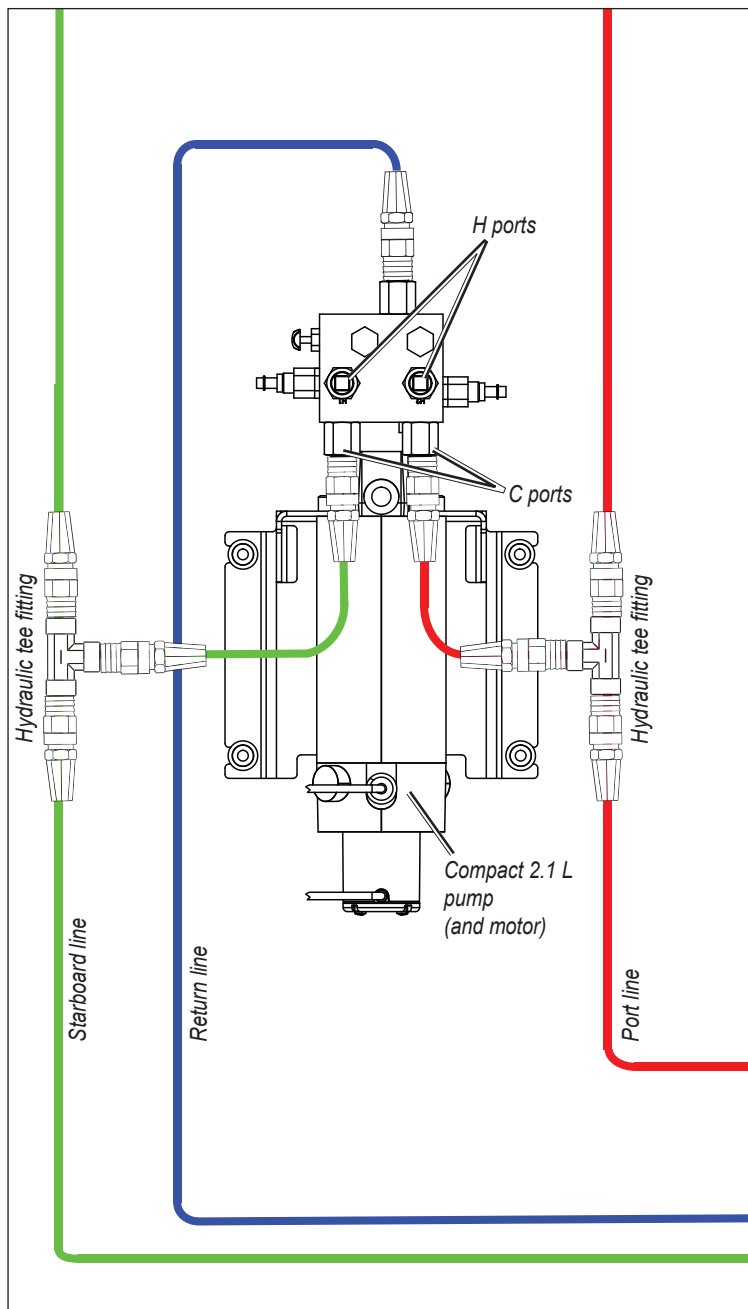 H ports
C ports
Hydraulic tee fitting
Hydraulic tee fitting
Compact 2.1 L
pump
(and motor)
Starboard line
Return line
Port line